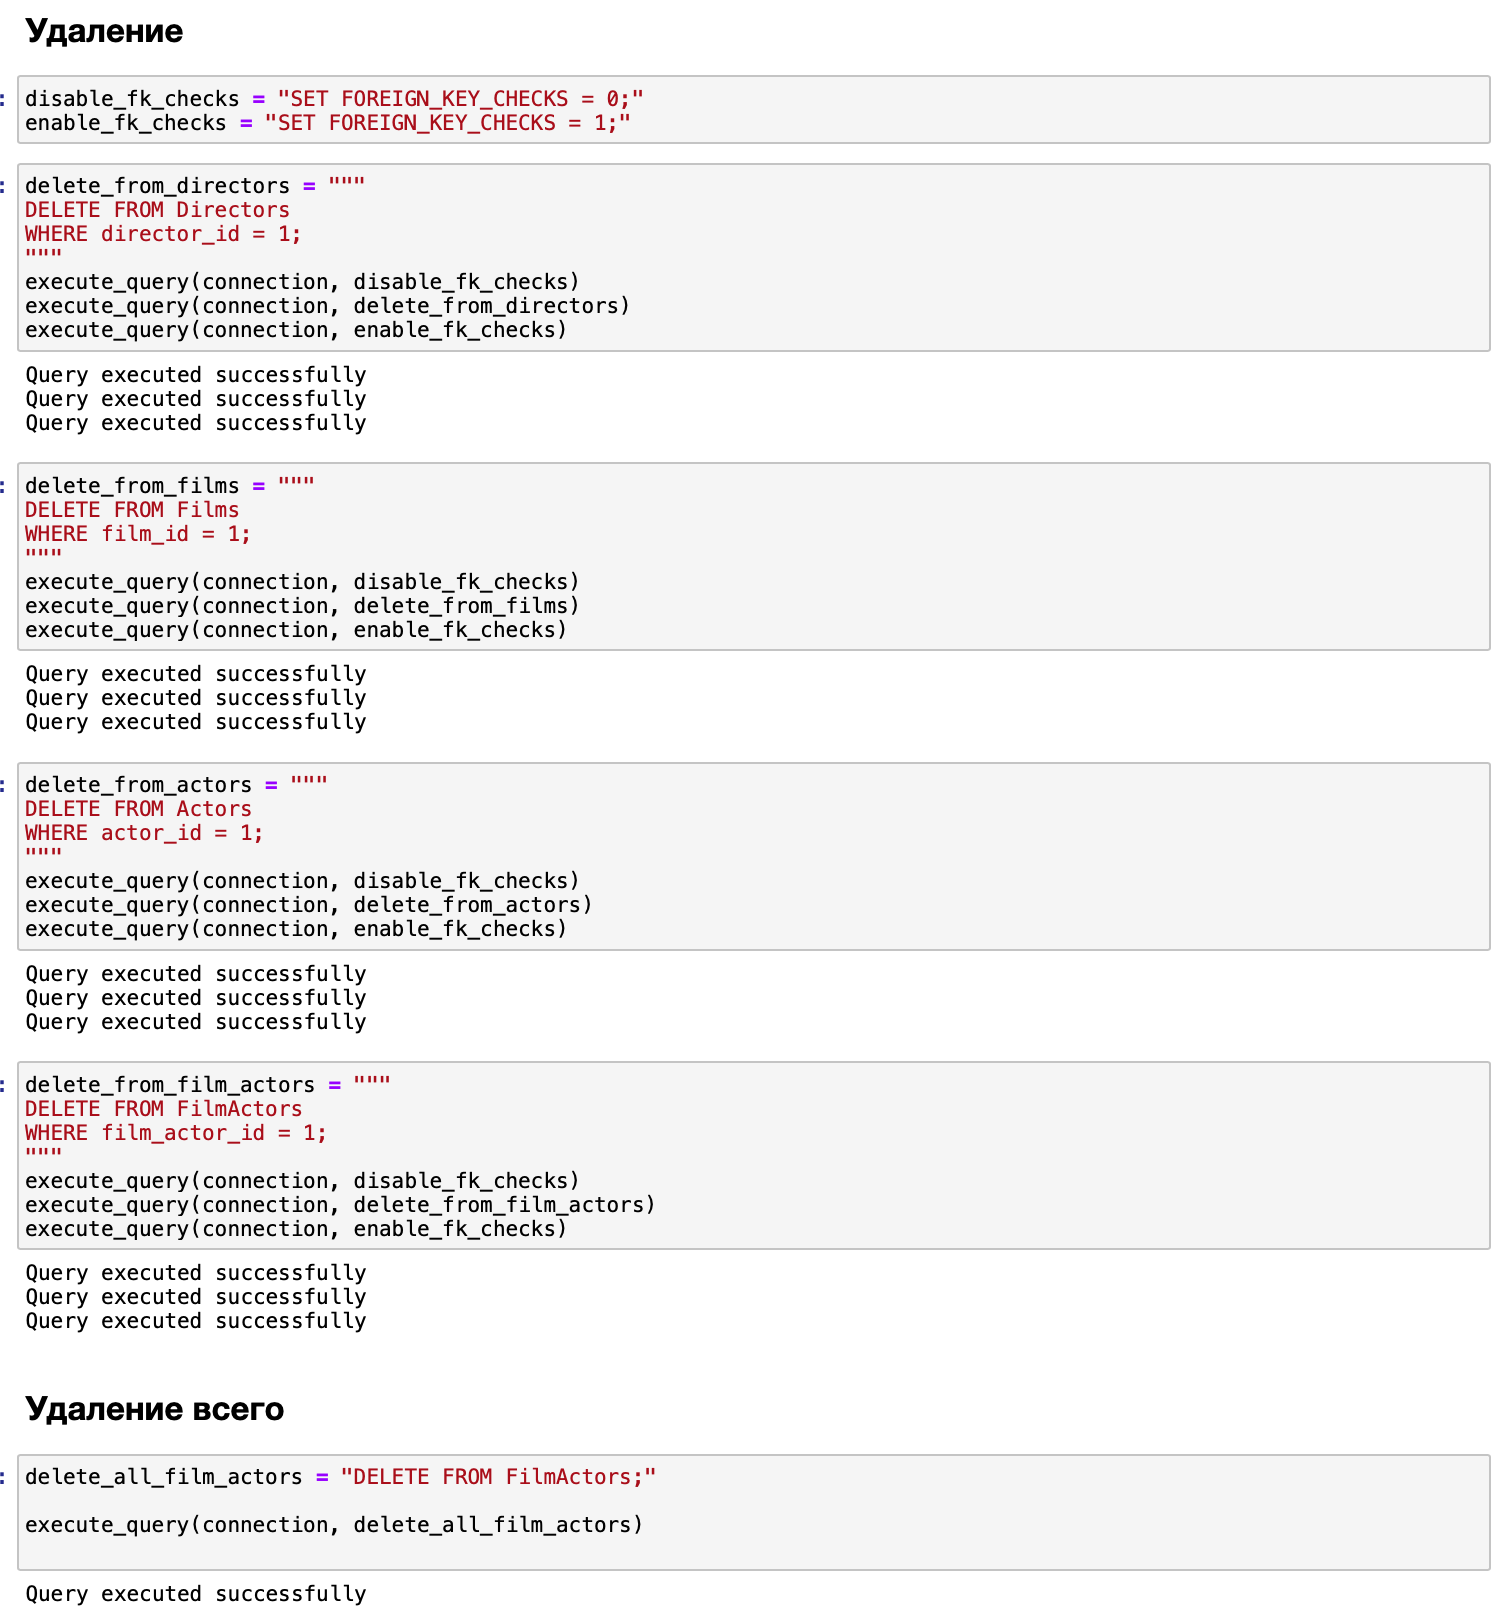 Удаление
:
disable_fk_checks = "SET FOREIGN_KEY_CHECKS = 0;"
enable_fk_checks = "SET FOREIGN_KEY_CHECKS = 1;"
:
delete_from_directors = """
DELETE FROM Directors
WHERE director_id = 1;
"""
execute_query(connection, disable_fk_checks)
execute_query(connection, delete_from_directors)
execute_query(connection, enable_fk_checks)
Query executed successfully
Query executed successfully
Query executed successfully
:
delete_from_films = """
DELETE FROM Films
WHERE film_id = 1;
"""
execute_query(connection, disable_fk_checks)
execute_query(connection, delete_from_films)
execute_query(connection, enable_fk_checks)
Query executed successfully
Query executed successfully
Query executed successfully
:
delete_from_actors = """
DELETE FROM Actors
WHERE actor_id = 1;
"""
execute_query(connection, disable_fk_checks)
execute_query(connection, delete_from_actors)
execute_query(connection, enable_fk_checks)
Query executed successfully
Query executed successfully
Query executed successfully
:
delete_from_film_actors = """
DELETE FROM FilmActors
WHERE film_actor_id = 1;
"""
execute_query(connection, disable_fk_checks)
execute_query(connection, delete_from_film_actors)
execute_query(connection, enable_fk_checks)
Query executed successfully
Query executed successfully
Query executed successfully
Удаление всего
:
delete_all_film_actors = "DELETE FROM FilmActors;"
execute_query(connection, delete_all_film_actors)
Query executed successfully